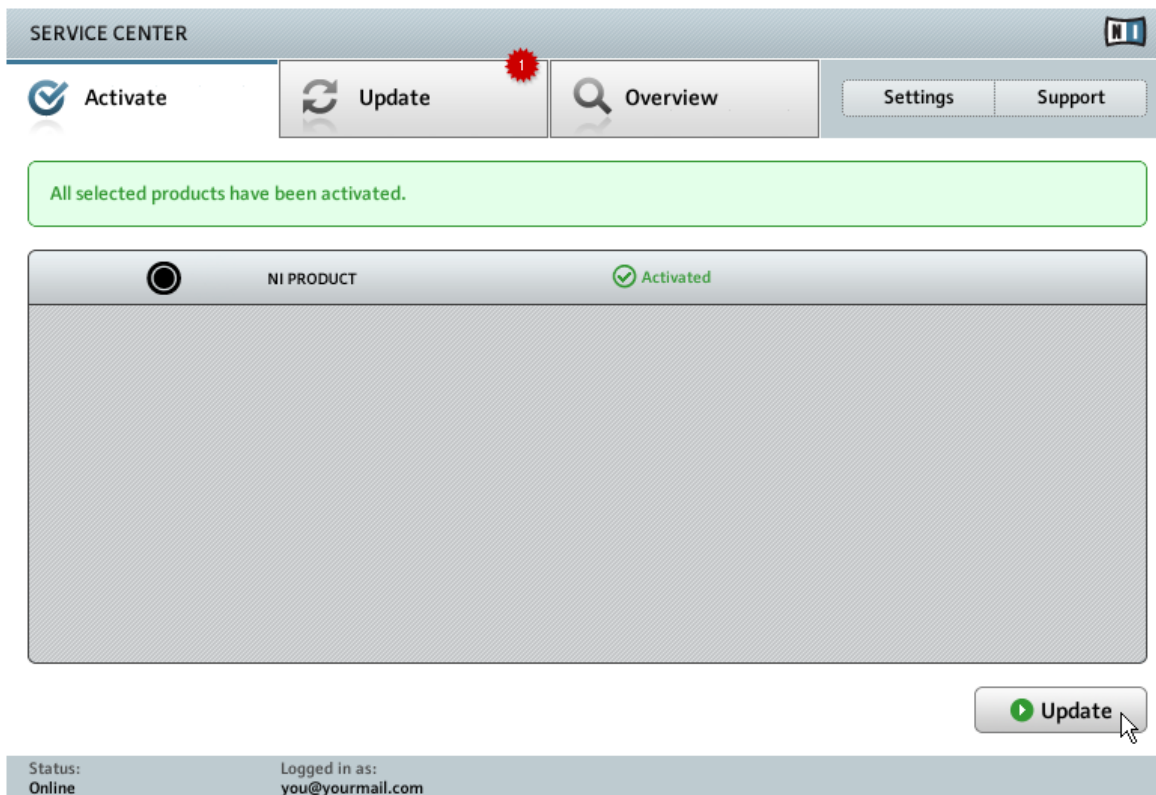 SERVICE CENTER
NI
Activate
Update
1
Overview
Settings
Support
All selected products have been activated.
NI PRODUCT
Activated
Update
Status:
Online
Logged in as:
you@yourmail.com